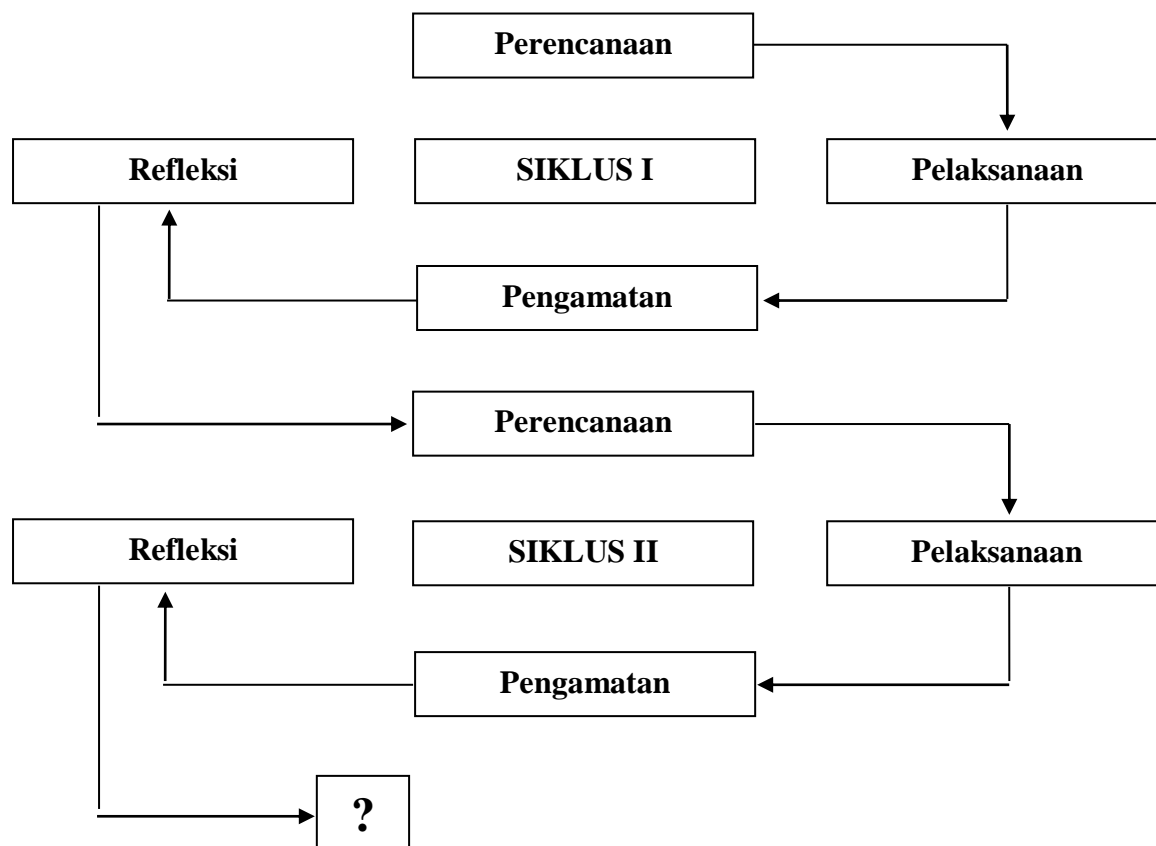 Perencanaan
Refleksi
SIKLUS I
Pelaksanaan
Pengamatan
Perencanaan
Refleksi
SIKLUS II
Pelaksanaan
Pengamatan
?